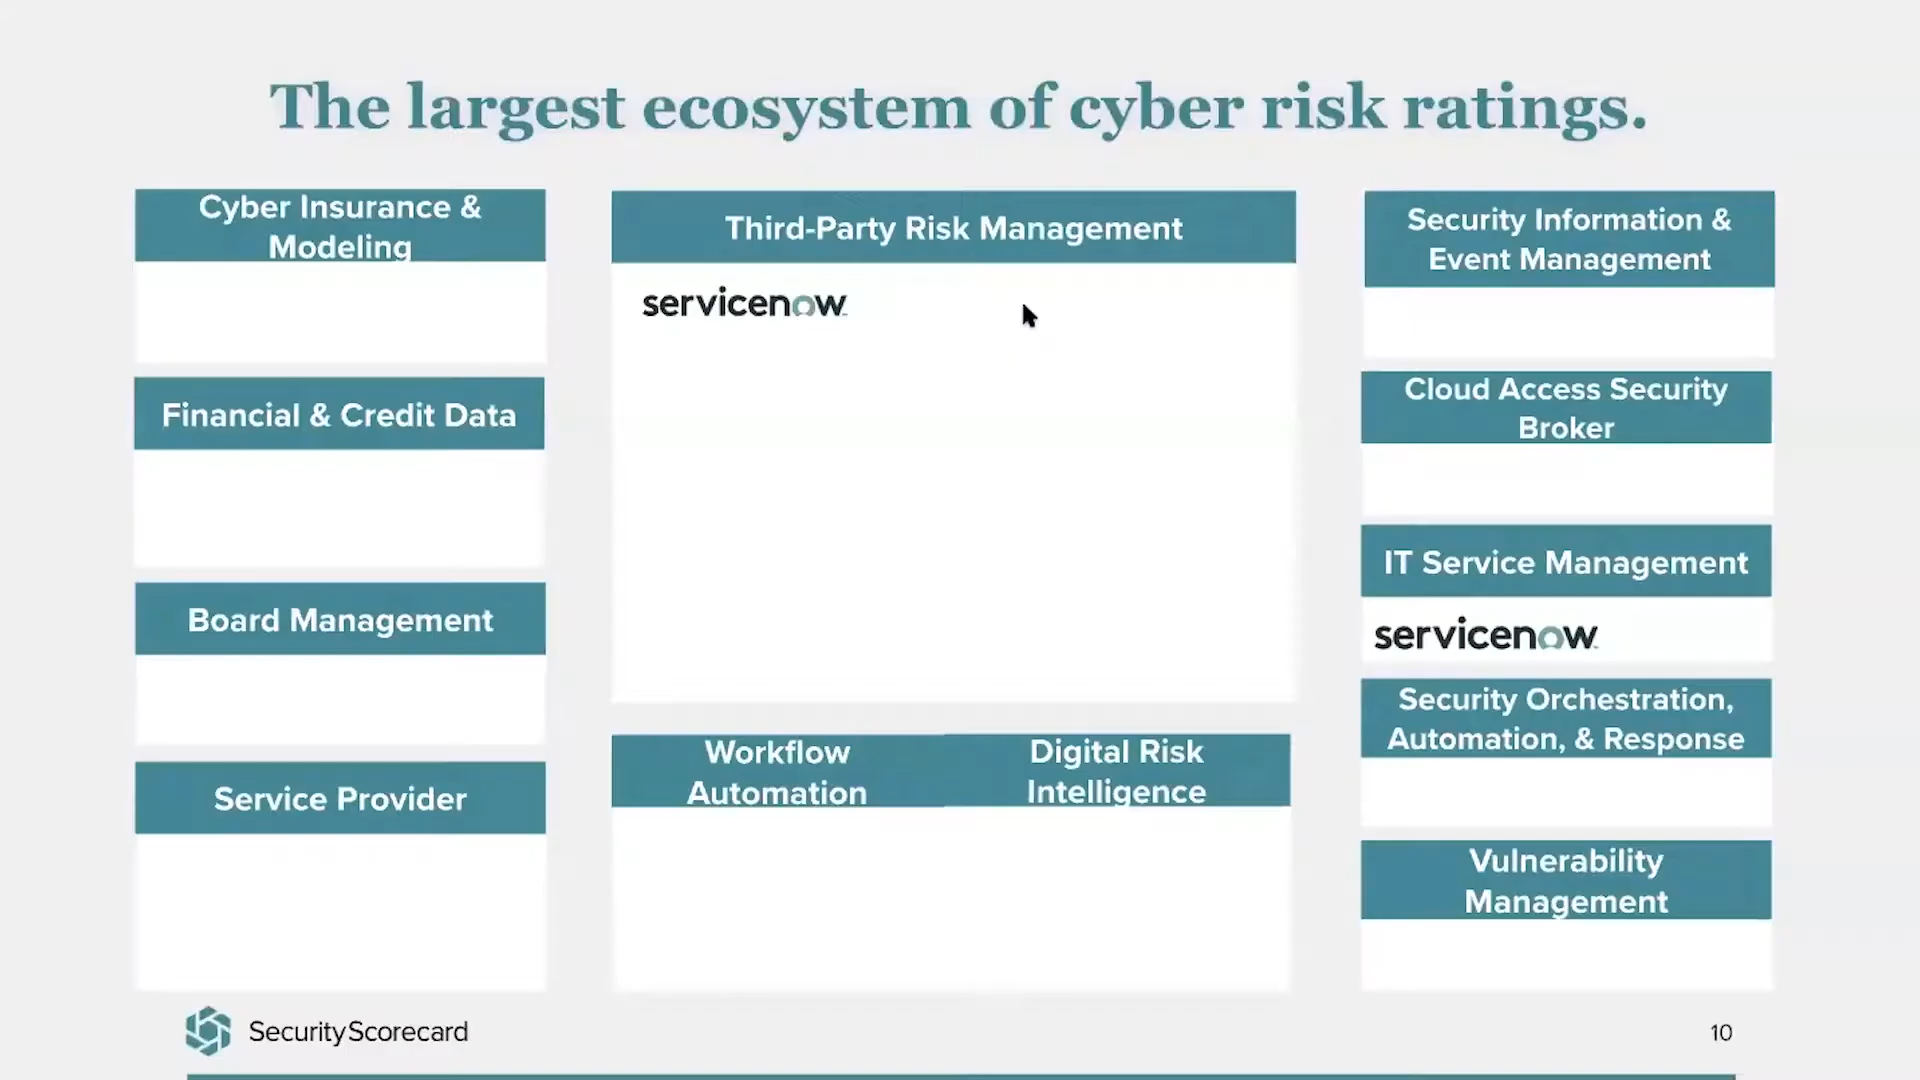 The largest ecosystem of cyber risk ratings.
Cyber Insurance &
Modeling
Financial & Credit Data
Board Management
Service Provider
Third-Party Risk Management
servicenow
Workflow
Automation
Digital Risk
Intelligence
Security Information &
Event Management
Cloud Access Security
Broker
IT Service Management
servicenow
Security Orchestration,
Automation, & Response
Vulnerability
Management
SecurityScorecard
10